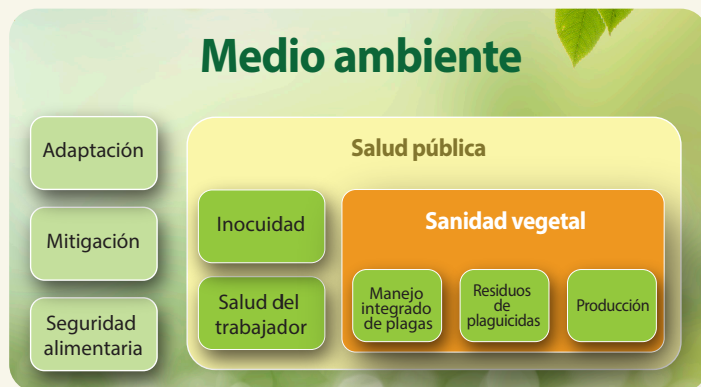 Medio ambiente
Adaptación
Mitigación
Seguridad
alimentaria
Salud pública
Inocuidad
Salud del
trabajador
Sanidad vegetal
Manejo
integrado
de plagas
Residuos
de
plaguicidas
Producción